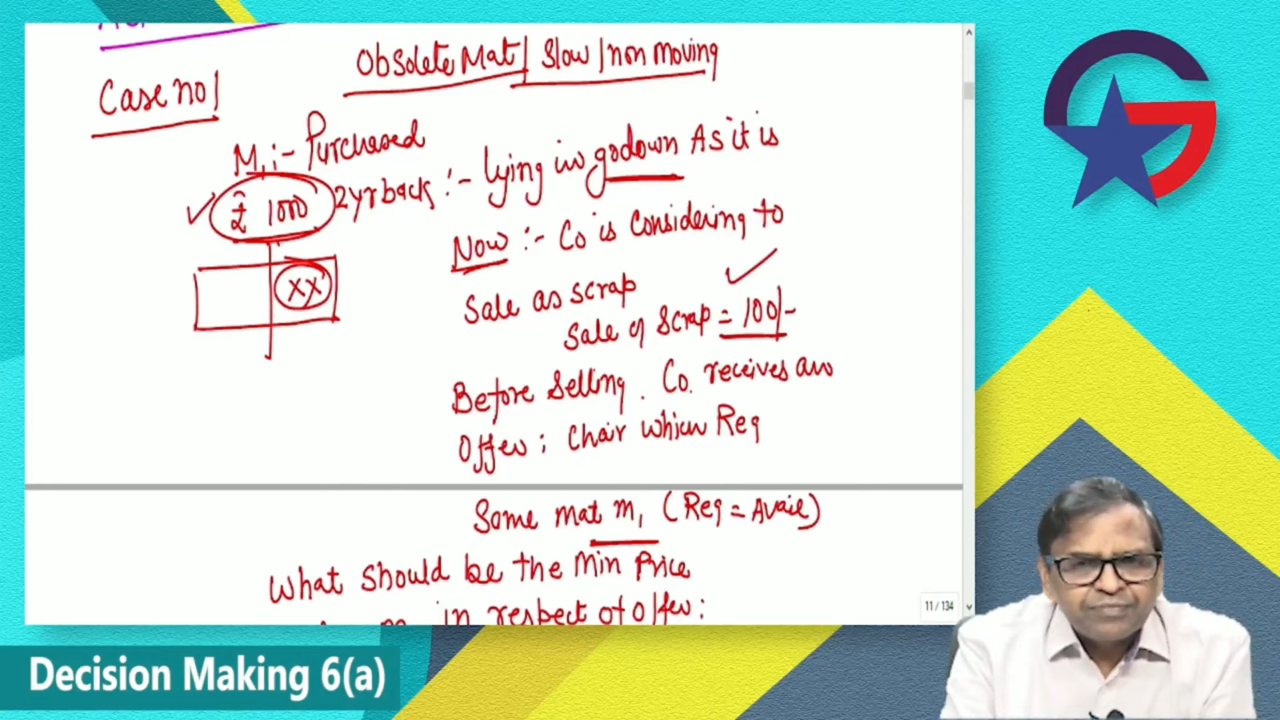 Obsolete Mat/ Slow/non moving
Case no 1
M1 :- Purchased
£ 1000 2yr back :- lying in godown As it is
Now :- Co is Considering to
XX
Sale as scrap
Sale of Scrap = 100/-
Before Selling . Co. receives an
Offer : Chair which Req
Some mat m1 (Req = Avail)
What should be the Min Price
m in respect of Offer :
11 / 134
Decision Making 6(a)